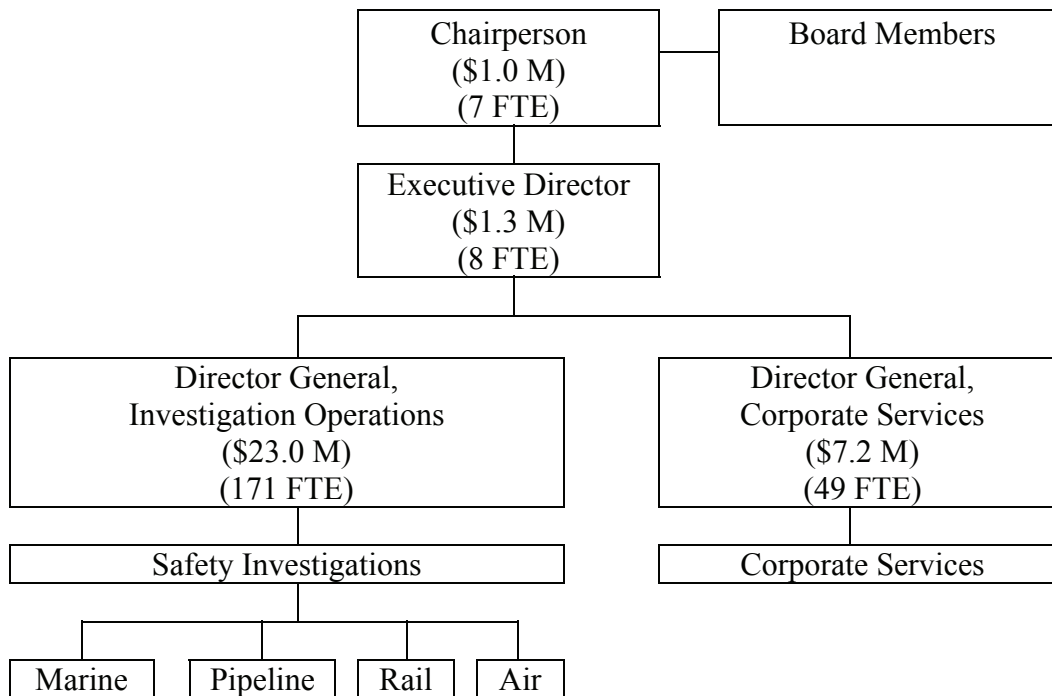 Chairperson
($1.0 M)
(7 FTE)
Board Members
Executive Director
($1.3 M)
(8 FTE)
Director General,
Investigation Operations
($23.0 M)
(171 FTE)
Director General,
Corporate Services
($7.2 M)
(49 FTE)
Safety Investigations
Corporate Services
Marine
Pipeline
Rail
Air